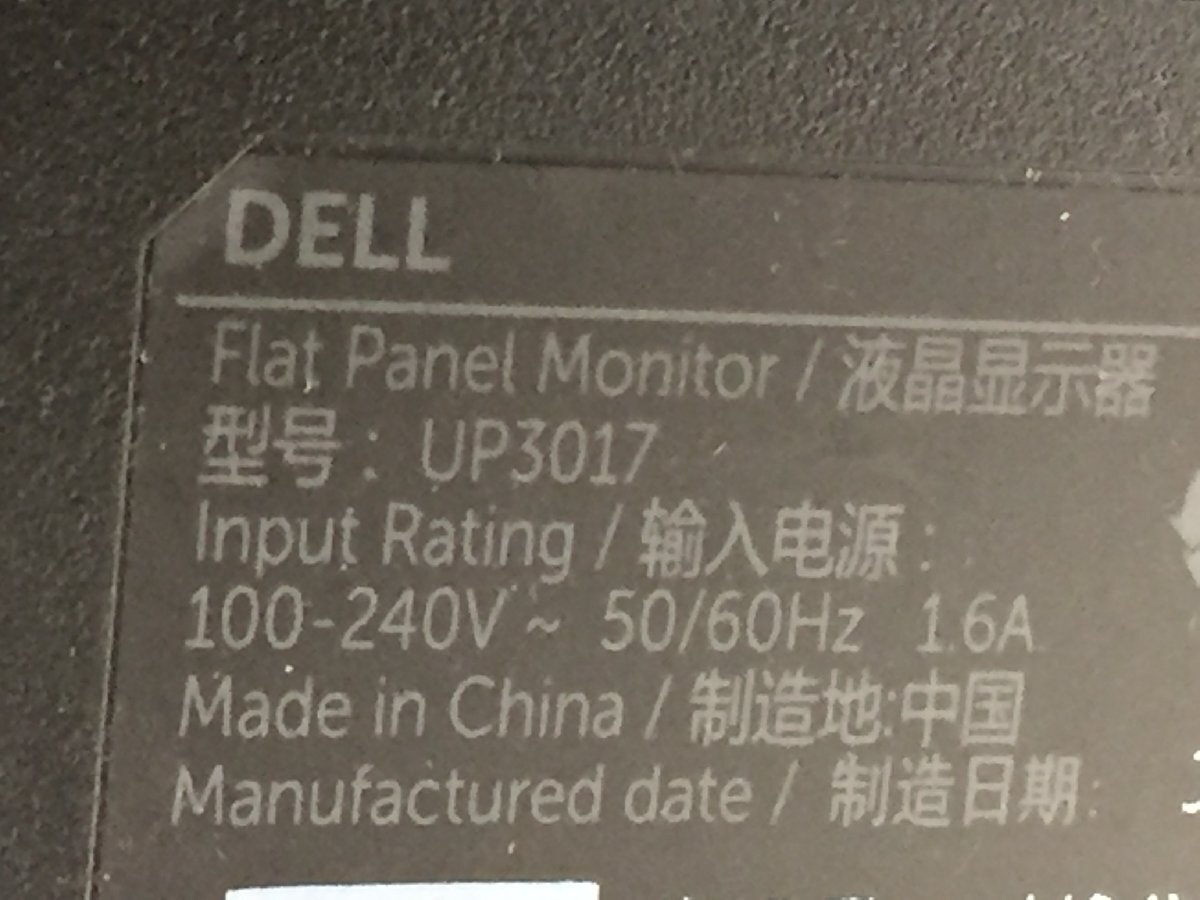 DELL
Flat Panel Monitor / 液晶显示器
型号: UP3017
Input Rating / 输入电源:
100-240V ~ 50/60Hz 1.6A
Made in China / 制造地:中国
Manufactured date / 制造日期: